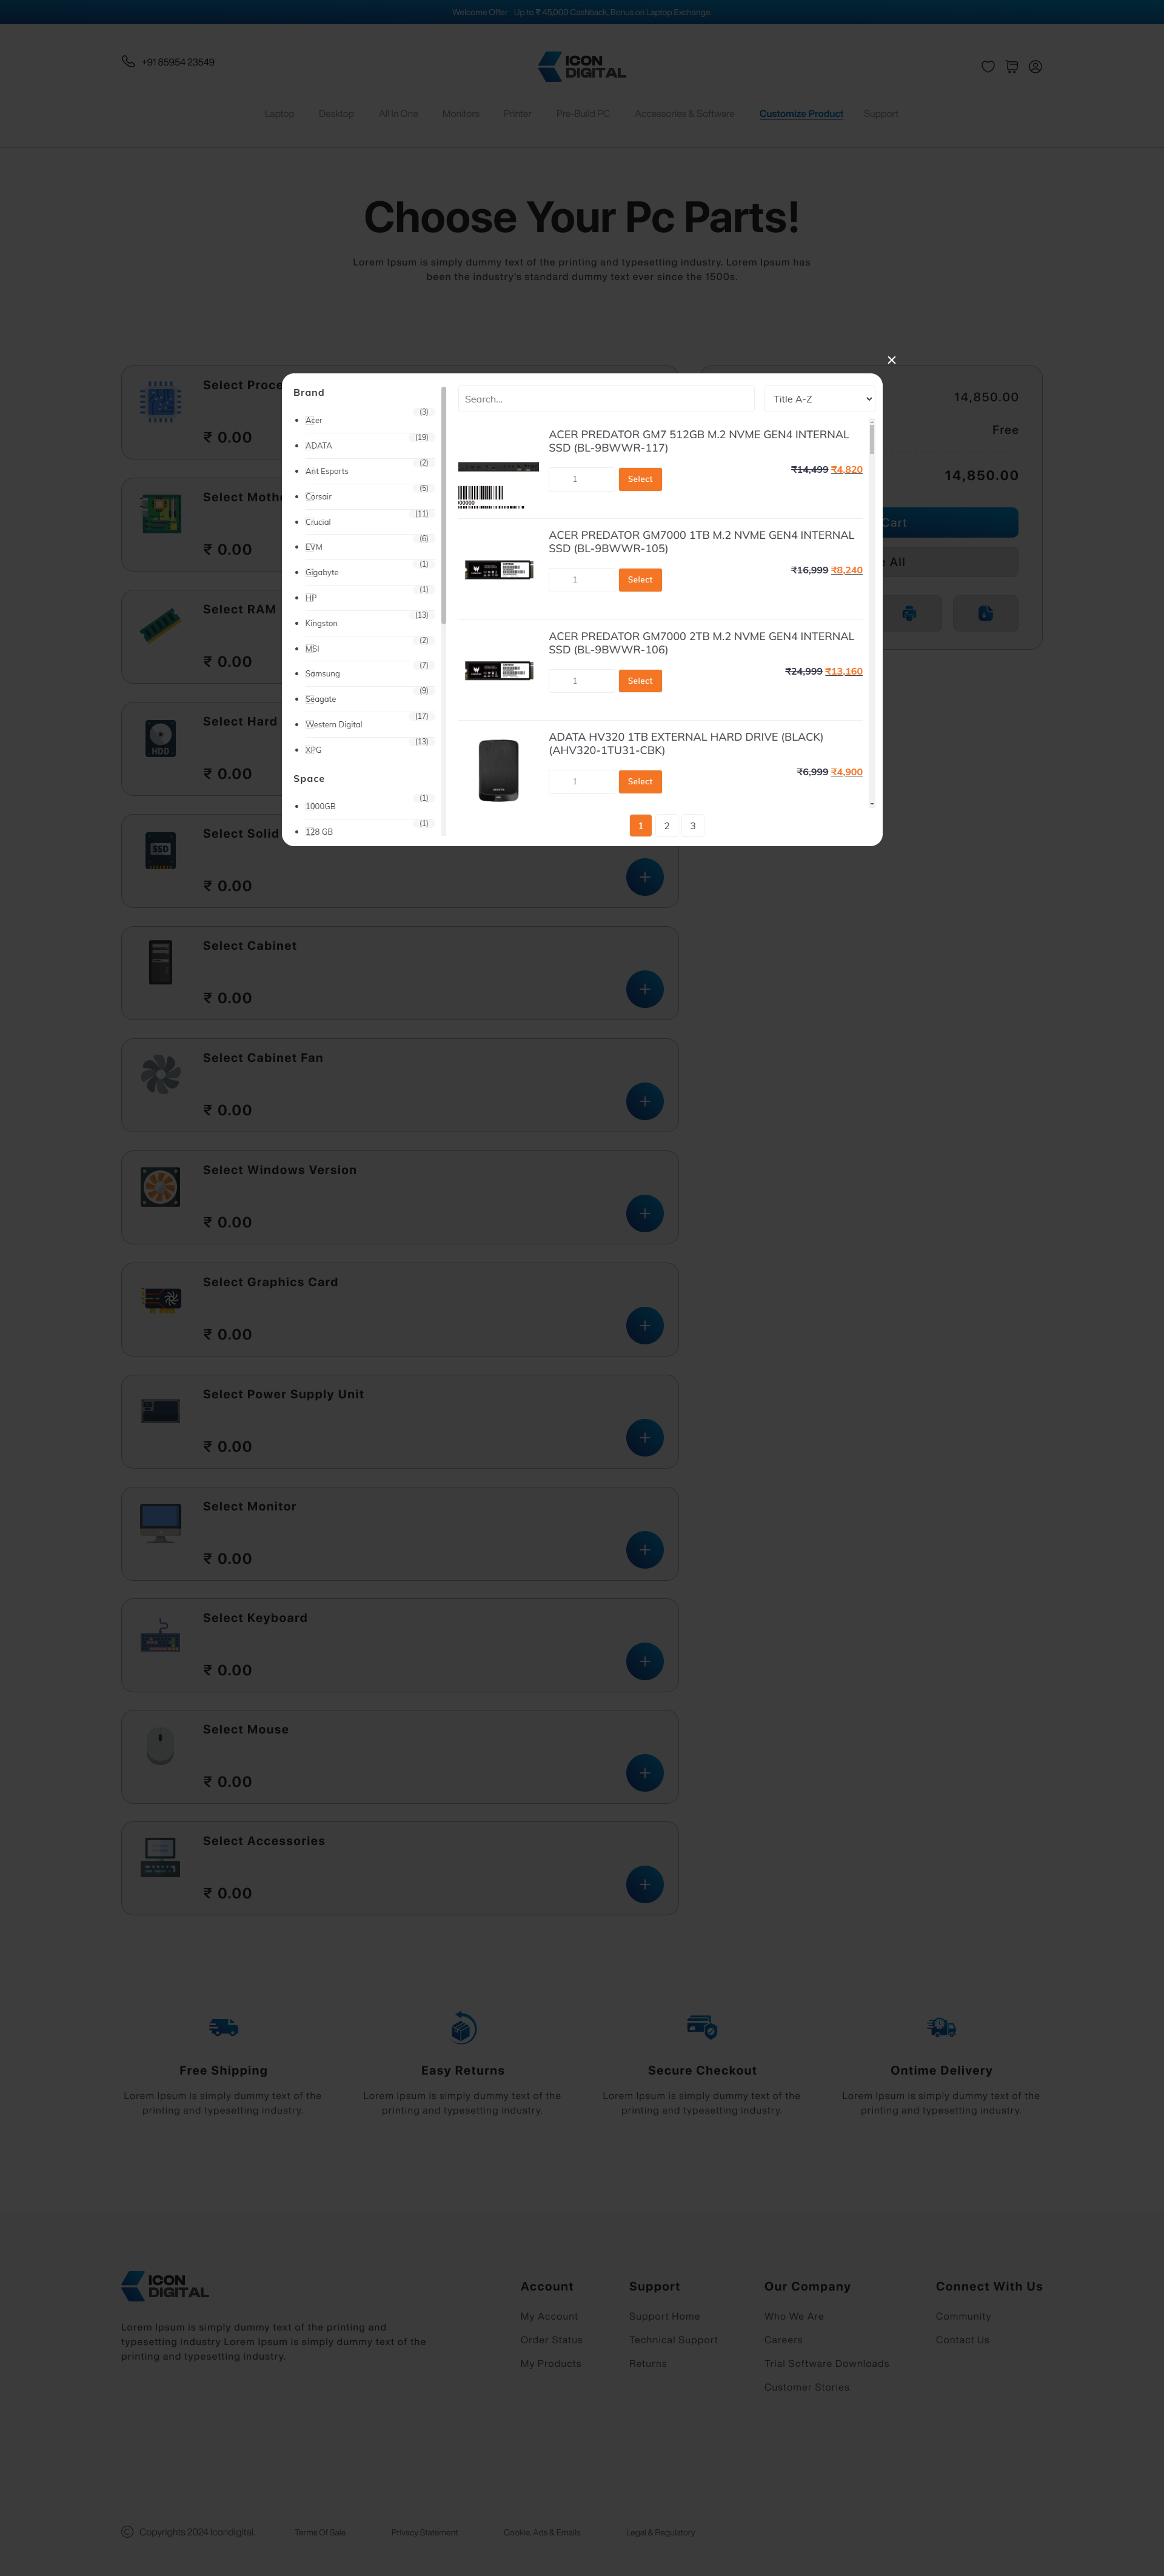 Welcome Offer Up to ₹ 45,000 Cashback, Bonus on Laptop Exchange.
+91 85954 23549
ICON
DIGITAL
Laptop Desktop All In One Monitors Printer Pre-Build PC Accessories & Software Customize Product Support
Choose Your Pc Parts!
Lorem Ipsum is simply dummy text of the printing and typesetting industry. Lorem Ipsum has
been the industry's standard dummy text ever since the 1500s.
Select Proce
₹ 0.00
Select Moth
₹ 0.00
Select RAM
₹ 0.00
Select Hard
HDD
₹ 0.00
Select Solid
SSD
₹ 0.00
Select Cabinet
₹ 0.00
Select Cabinet Fan
₹ 0.00
Select Windows Version
₹ 0.00
Select Graphics Card
₹ 0.00
Select Power Supply Unit
₹ 0.00
Select Monitor
₹ 0.00
Select Keyboard
₹ 0.00
Select Mouse
₹ 0.00
Select Accessories
₹ 0.00
14,850.00
Free
14,850.00
Cart
All
Brand
Acer (3)
ADATA (19)
Ant Esports (2)
Corsair (5)
Crucial (11)
EVM (6)
Gigabyte (1)
HP (1)
Kingston (13)
MSI (2)
Samsung (7)
Seagate (9)
Western Digital (17)
XPG (13)
Space
1000GB (1)
128 GB (1)
Search...
Title A-Z
ACER PREDATOR GM7 512GB M.2 NVME GEN4 INTERNAL
SSD (BL-9BWWR-117)
1 Select ₹14,499 ₹4,820
ACER PREDATOR GM7000 1TB M.2 NVME GEN4 INTERNAL
SSD (BL-9BWWR-105)
1 Select ₹16,999 ₹8,240
ACER PREDATOR GM7000 2TB M.2 NVME GEN4 INTERNAL
SSD (BL-9BWWR-106)
1 Select ₹24,999 ₹13,160
ADATA HV320 1TB EXTERNAL HARD DRIVE (BLACK)
(AHV320-1TU31-CBK)
1 Select ₹6,999 ₹4,900
1 2 3
Free Shipping
Lorem Ipsum is simply dummy text of the
printing and typesetting industry.
Easy Returns
Lorem Ipsum is simply dummy text of the
printing and typesetting industry.
Secure Checkout
Lorem Ipsum is simply dummy text of the
printing and typesetting industry.
Ontime Delivery
Lorem Ipsum is simply dummy text of the
printing and typesetting industry.
ICON
DIGITAL
Lorem Ipsum is simply dummy text of the printing and
typesetting industry Lorem Ipsum is simply dummy text of the
printing and typesetting industry.
Account
My Account
Order Status
My Products
Support
Support Home
Technical Support
Returns
Our Company
Who We Are
Careers
Trial Software Downloads
Customer Stories
Connect With Us
Community
Contact Us
© Copyrights 2024 Icondigital. Terms Of Sale Privacy Statement Cookie, Ads & Emails Legal & Regulatory